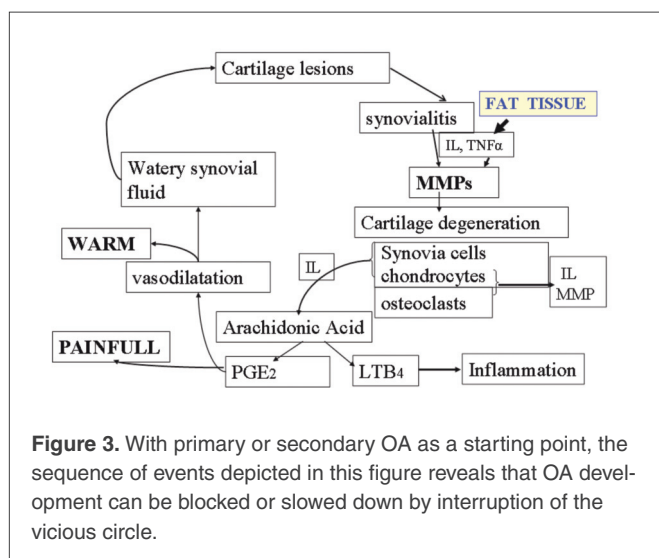 Cartilage lesions
synovialitis
FAT TISSUE
IL, TNFα
MMPs
Cartilage degeneration
Watery synovial
fluid
WARM
vasodilatation
IL
Synovia cells
chondrocytes
osteoclasts
IL
MMP
Arachidonic Acid
PAINFULL
PGE2
LTB4
Inflammation
Figure 3. With primary or secondary OA as a starting point, the
sequence of events depicted in this figure reveals that OA devel-
opment can be blocked or slowed down by interruption of the
vicious circle.